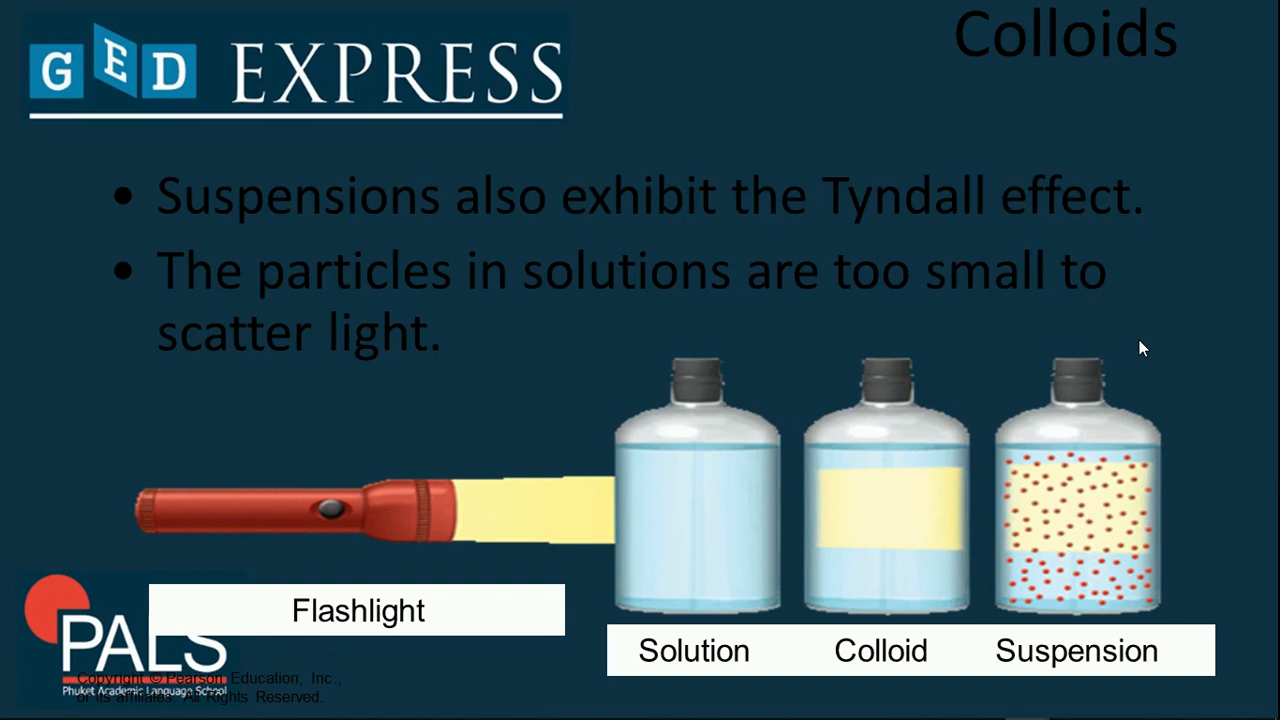 GED EXPRESS
Colloids
• Suspensions also exhibit the Tyndall effect.
• The particles in solutions are too small to
scatter light.
Flashlight
Solution Colloid Suspension
PALS
Phuket Academic Language School
Copyright © Pearson Education, Inc.,
or its affiliates. All Rights Reserved.